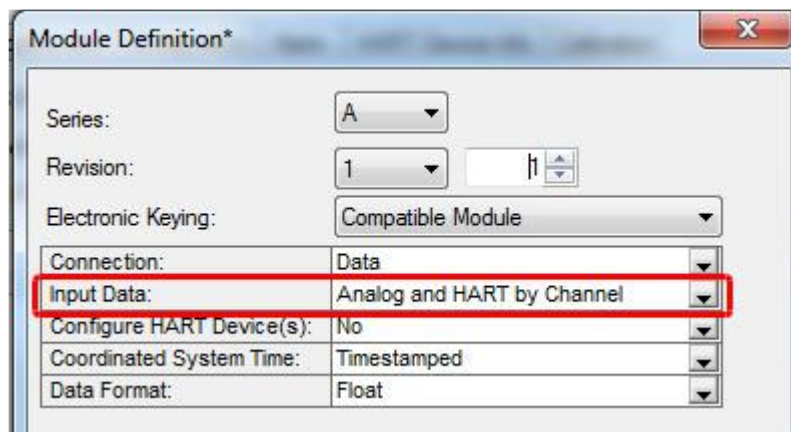 Module Definition*
Series: A
Revision: 1 1
Electronic Keying: Compatible Module
Connection: Data
Input Data: Analog and HART by Channel
Configure HART Device(s): No
Coordinated System Time: Timestamped
Data Format: Float